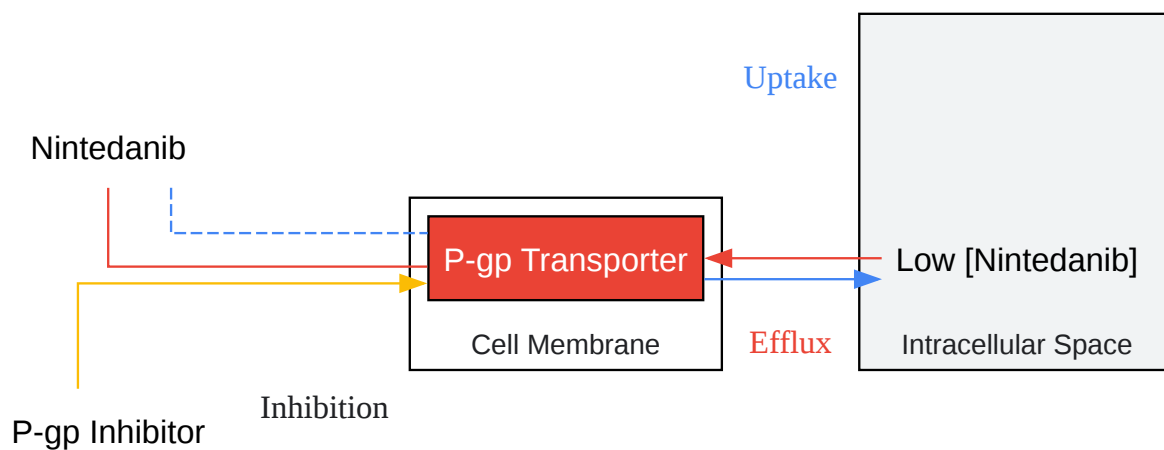 Uptake
Nintedanib
P-gp Transporter
Low [Nintedanib]
Cell Membrane
Efflux
Intracellular Space
Inhibition
P-gp Inhibitor